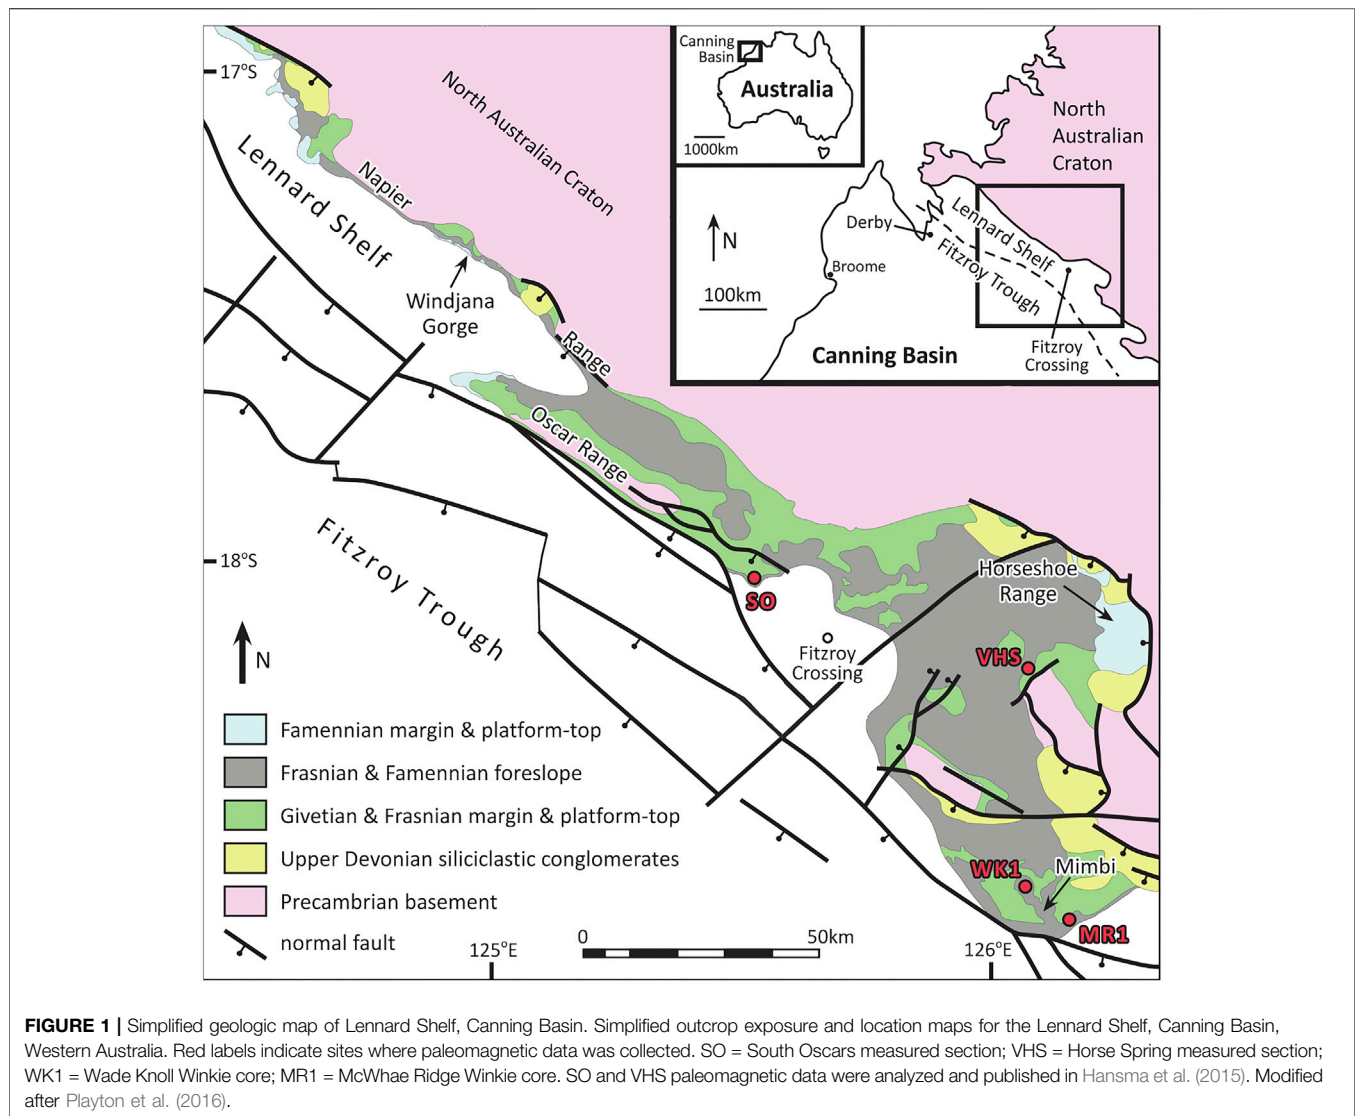 17°S
North Australian Craton
Lennard Shelf
Napier
Windjana
Gorge
Range
Oscar Range
Fitzroy Trough
18°S
SO
Fitzroy
Crossing
Horseshoe
Range
VHS
WK1
Mimbi
MR1
N
Canning
Basin
Australia
1000km
North
Australian
Craton
Derby
Lennard Shelf
Fitzroy Trough
N
Broome
100km
Canning Basin
Fitzroy
Crossing
Famennian margin & platform-top
Frasnian & Famennian foreslope
Givetian & Frasnian margin & platform-top
Upper Devonian siliciclastic conglomerates
Precambrian basement
normal fault
125°E
0
50km
126°E
FIGURE 1 | Simplified geologic map of Lennard Shelf, Canning Basin. Simplified outcrop exposure and location maps for the Lennard Shelf, Canning Basin,
Western Australia. Red labels indicate sites where paleomagnetic data was collected. SO = South Oscars measured section; VHS = Horse Spring measured section;
WK1 = Wade Knoll Winkie core; MR1 = McWhae Ridge Winkie core. SO and VHS paleomagnetic data were analyzed and published in Hansma et al. (2015). Modified
after Playton et al. (2016).